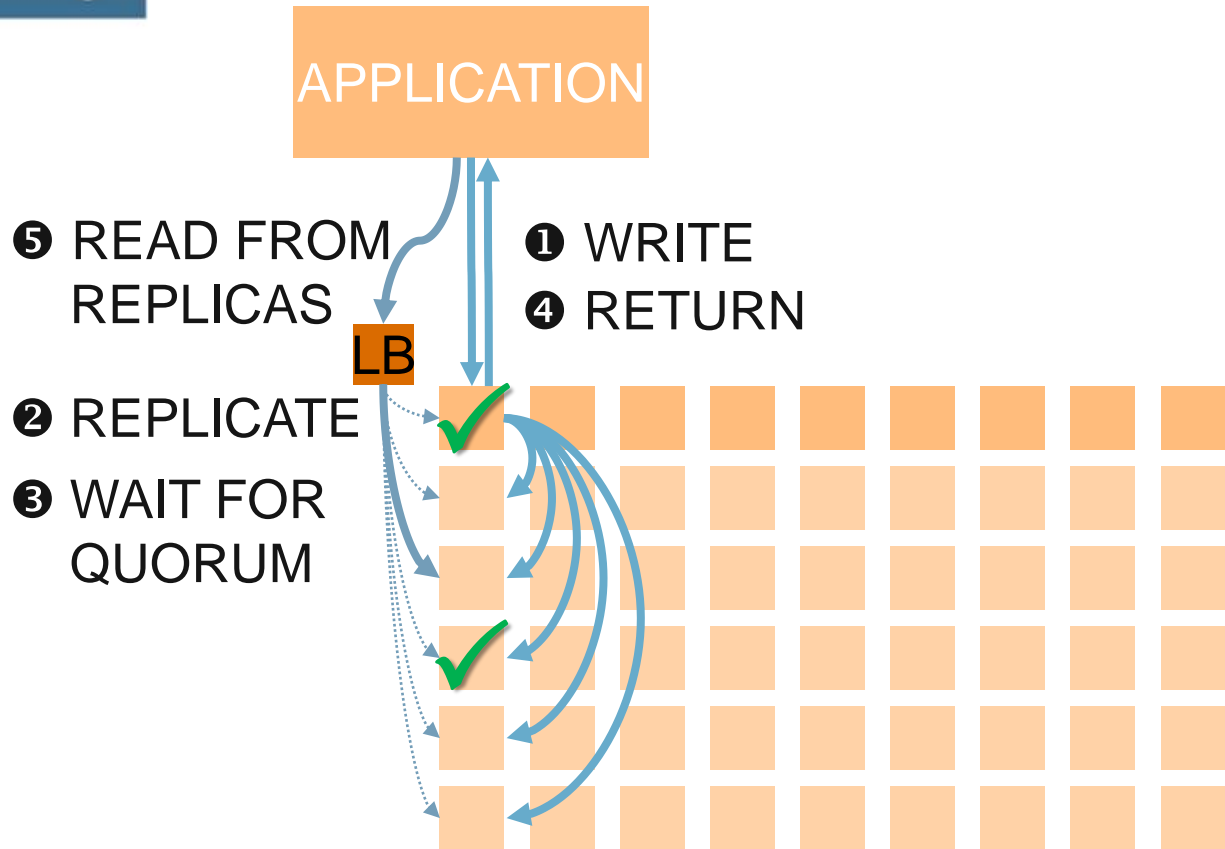 APPLICATION
❺ READ FROM
REPLICAS
❶ WRITE
❹ RETURN
LB
❷ REPLICATE
❸ WAIT FOR
QUORUM